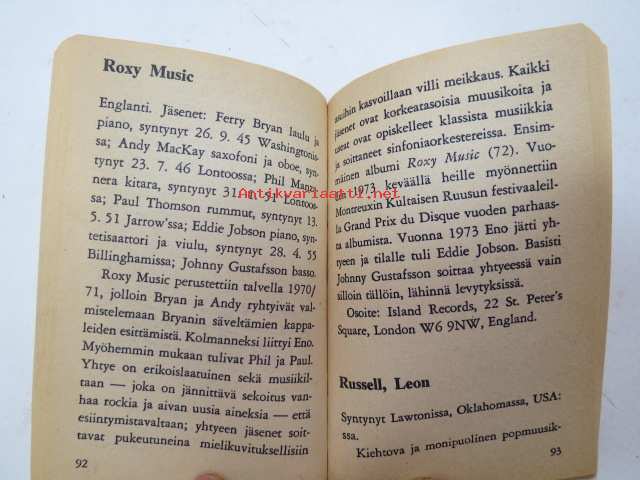 Roxy Music
Englanti. Jäsenet: Ferry Bryan laulu ja
piano, syntynyt 26. 9. 45 Washingtonis-
sa; Andy MacKay saxofoni ja oboe, syn-
tynyt 23. 7. 46 Lontoossa; Phil Manza-
nera kitara, syntynyt 31. 1. 51 Lontoos-
sa; Paul Thomson rummut, syntynyt 13.
5. 51 Jarrow'ssa; Eddie Jobson piano, syn-
tetisaattori ja viulu, syntynyt 28. 4. 55
Billinghamissa; Johnny Gustafsson basso.
Roxy Music perustettiin talvella 1970/
71, jolloin Bryan ja Andy ryhtyivät val-
mistelemaan Bryanin säveltämien kappa-
leiden esittämistä. Kolmanneksi liittyi Eno.
Myöhemmin mukaan tulivat Phil ja Paul.
Yhtye on erikoislaatuinen sekä musiikil-
taan — joka on jännittävä sekoitus van-
haa rockia ja aivan uusia aineksia — että
esiintymistavaltaan; yhtyeen jäsenet soit-
tavat pukeutuneina mielikuvituksellisiin
92
asuihin kasvoillaan villi meikkaus. Kaikki
jäsenet ovat korkeatasoisia muusikoita ja
ovat opiskelleet klassista musiikkia
ja soittaneet sinfoniaorkestereissa. Ensim-
mäinen albumi Roxy Music (72). Vuo-
1973 keväällä heille myönnettiin
Montreuxin Kultaisen Ruusun festivaaleil-
la Grand Prix du Disque vuoden parhaas-
ta albumista. Vuonna 1973 Eno jätti yh-
tyeen ja tilalle tuli Eddie Jobson. Basisti
Johnny Gustafsson soittaa yhtyeessä vain
silloin tällöin, lähinnä levytyksissä.
Osoite: Island Records, 22 St. Peter's
Square, London W6 9NW, England.
Russell, Leon
Syntynyt Lawtonissa, Oklahomassa, USA:
ssa.
Kiehtova ja monipuolinen popmuusik-
93
Antikvariaatti.net